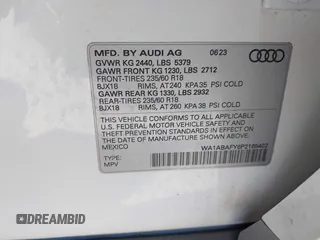 MFD. BY AUDI AG 06/23
GVWR KG 2440, LBS 5379
GAWR FRONT KG 1230, LBS 2712
FRONT-TIRES 235/60 R18
8JX18 RIMS, AT 240 KPA 35 PSI COLD
GAWR REAR KG 1330, LBS 2932
REAR-TIRES 235/60 R18
8JX18 RIMS, AT 260 KPA 38 PSI COLD
THIS VEHICLE CONFORMS TO ALL APPLICABLE
U.S. FEDERAL MOTOR VEHICLE SAFETY AND
THEFT PREVENTION STANDARDS IN EFFECT ON
THE DATE OF MANUFACTURE SHOWN ABOVE.
MEXICO
TYPE:
MPV
DREAMBID